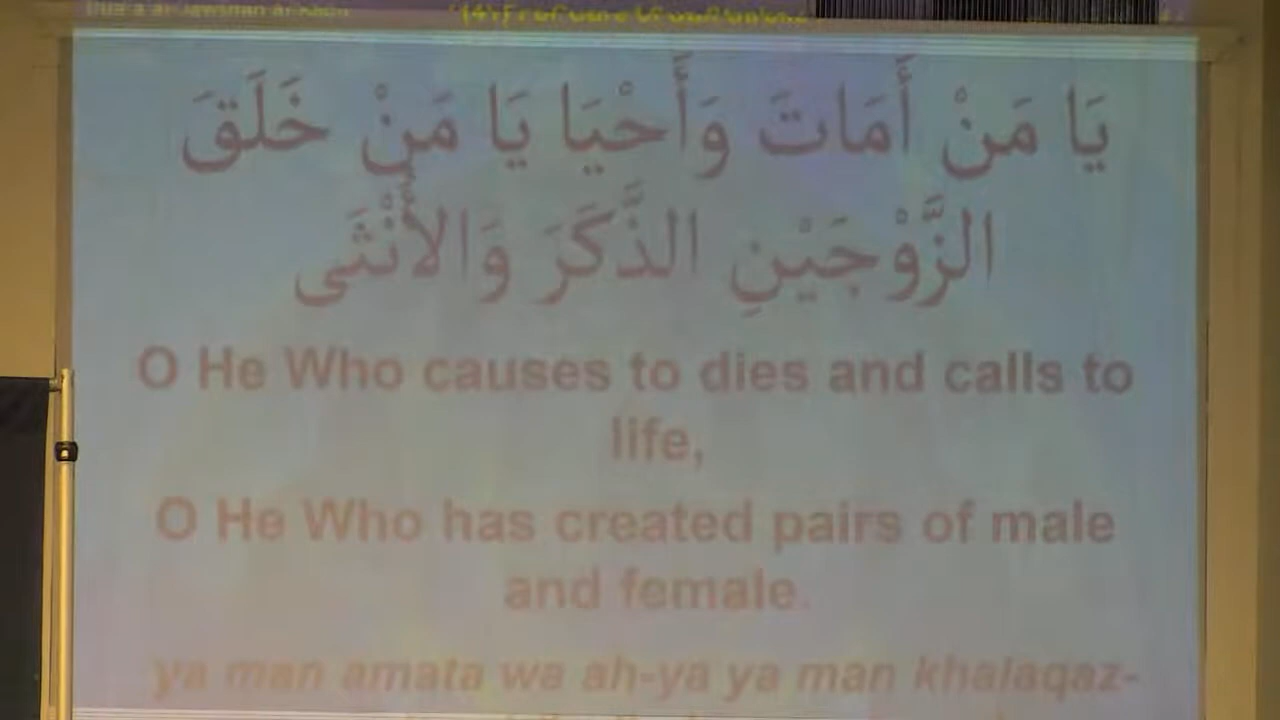 يَا مَنْ أَمَاتَ وَأَحْيَا يَا مَنْ خَلَقَ
الزَّوْجَيْنِ الذَّكَرَ وَالأُنْثَى
O He Who causes to dies and calls to
life,
O He Who has created pairs of male
and female.
ya man amata wa ah-ya ya man khalaqaz-